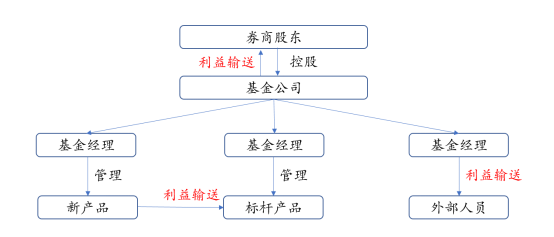 券商股东
利益输送 控股
基金公司
基金经理 基金经理 基金经理
管理 管理 利益输送
利益输送
新产品 标杆产品 外部人员